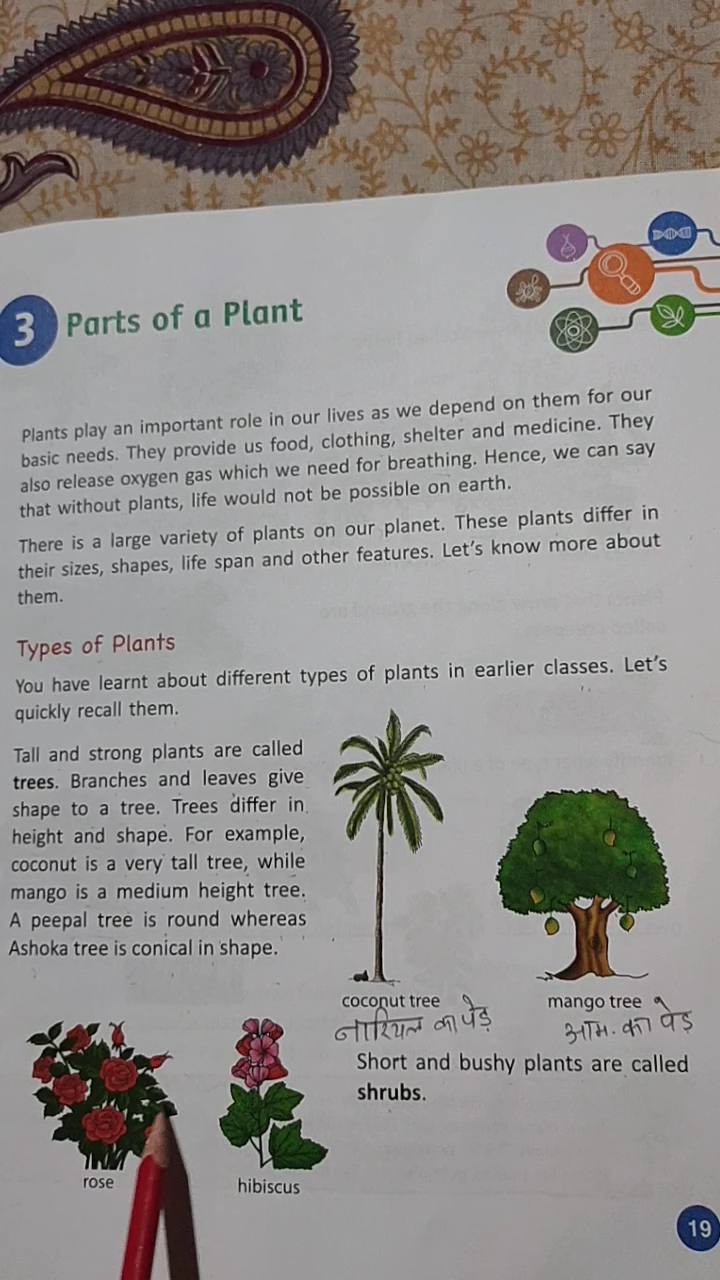 3 Parts of a Plant
Plants play an important role in our lives as we depend on them for our
basic needs. They provide us food, clothing, shelter and medicine. They
also release oxygen gas which we need for breathing. Hence, we can say
that without plants, life would not be possible on earth.
There is a large variety of plants on our planet. These plants differ in
their sizes, shapes, life span and other features. Let's know more about
them.
Types of Plants
You have learnt about different types of plants in earlier classes. Let's
quickly recall them.
Tall and strong plants are called
trees. Branches and leaves give
shape to a tree. Trees differ in
height and shape. For example,
coconut is a very tall tree, while
mango is a medium height tree.
A peepal tree is round whereas
Ashoka tree is conical in shape.
coconut tree
नारियल का पेड़
mango tree
आम का पेड़
Short and bushy plants are called
shrubs.
rose
hibiscus
19